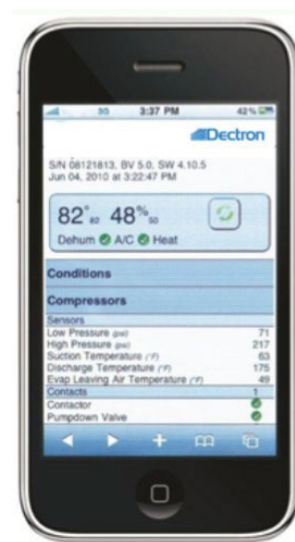 3G 3:37 PM 42%
Dectron
S/N 08121813, BV 5.0, SW 4.10.5
Jun 04, 2010 at 3:22:47 PM
82° 82 48% 50
Dehum A/C Heat
Conditions
Compressors
Sensors
Low Pressure (psi) 71
High Pressure (psi) 217
Suction Temperature (°F) 63
Discharge Temperature (°F) 175
Evap Leaving Air Temperature (°F) 49
Contacts 1
Contactor
Pumpdown Valve